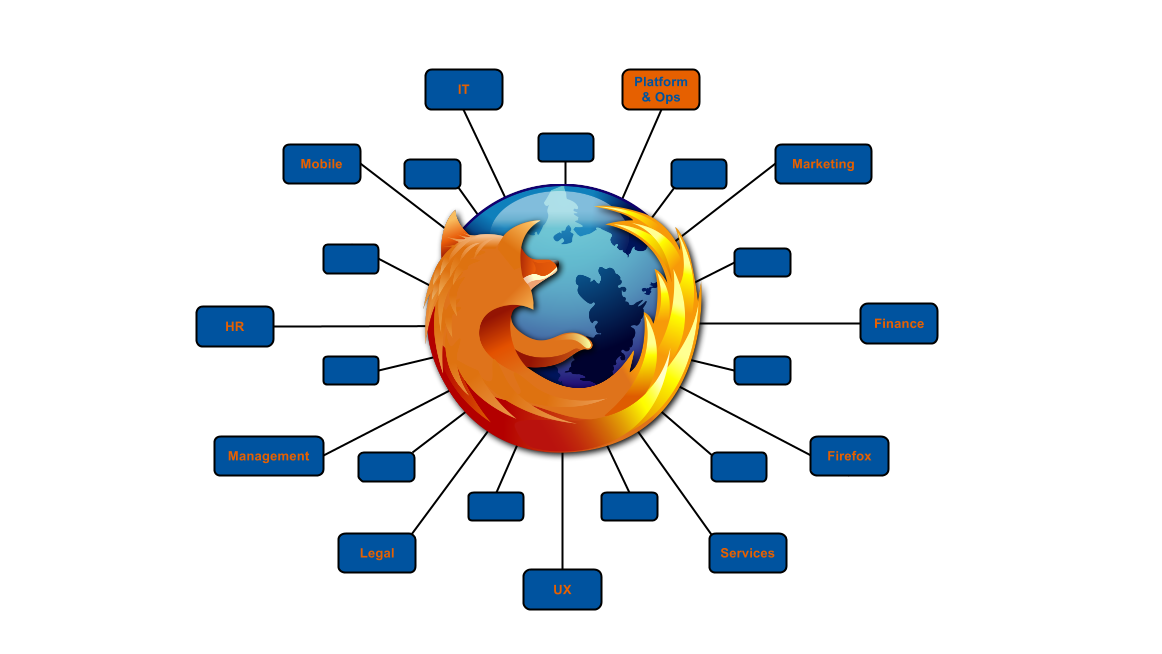 IT
Platform
& Ops
Mobile
Marketing
HR
Finance
Management
Firefox
Legal
Services
UX